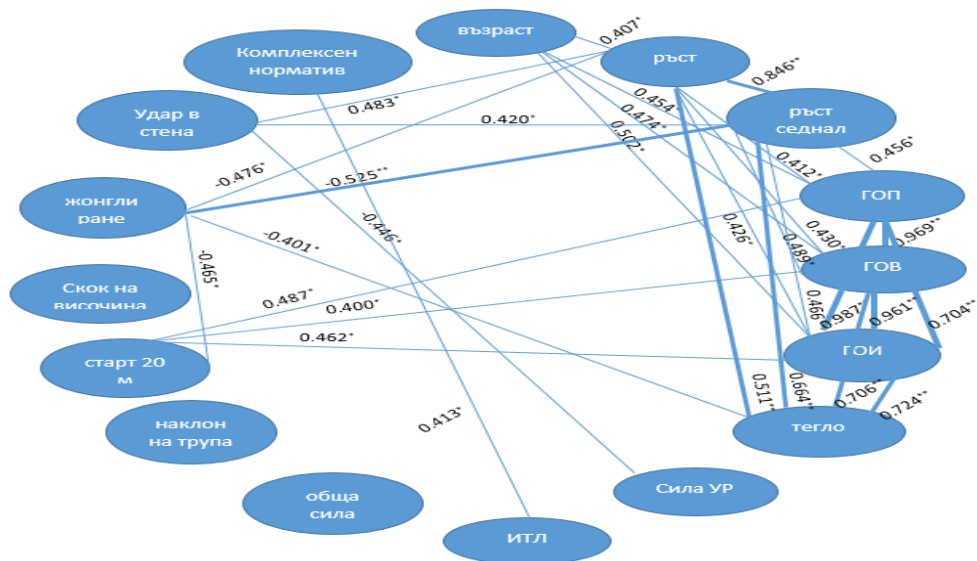 възраст
0.407*
Комплексен
норматив
ръст
0.846**
0.483*
Удар в
стена
0.454*
ръст
седнал
0.420*
0.474*
0.502*
0.456*
0.412*
-0.476*
-0.525**
жонгли
ране
ГОП
-0.446*
-0.401*
0.426*
0.430*
0.969**
0.489*
ГОВ
-0.465*
Скок на
височина
0.487*
0.400*
0.466
0.987**
0.961**
0.704**
0.462*
ГОИ
старт 20
м
0.511**
0.664**
0.706**
0.724**
0.413*
тегло
наклон
на трупа
обща
сила
Сила УР
ИТЛ